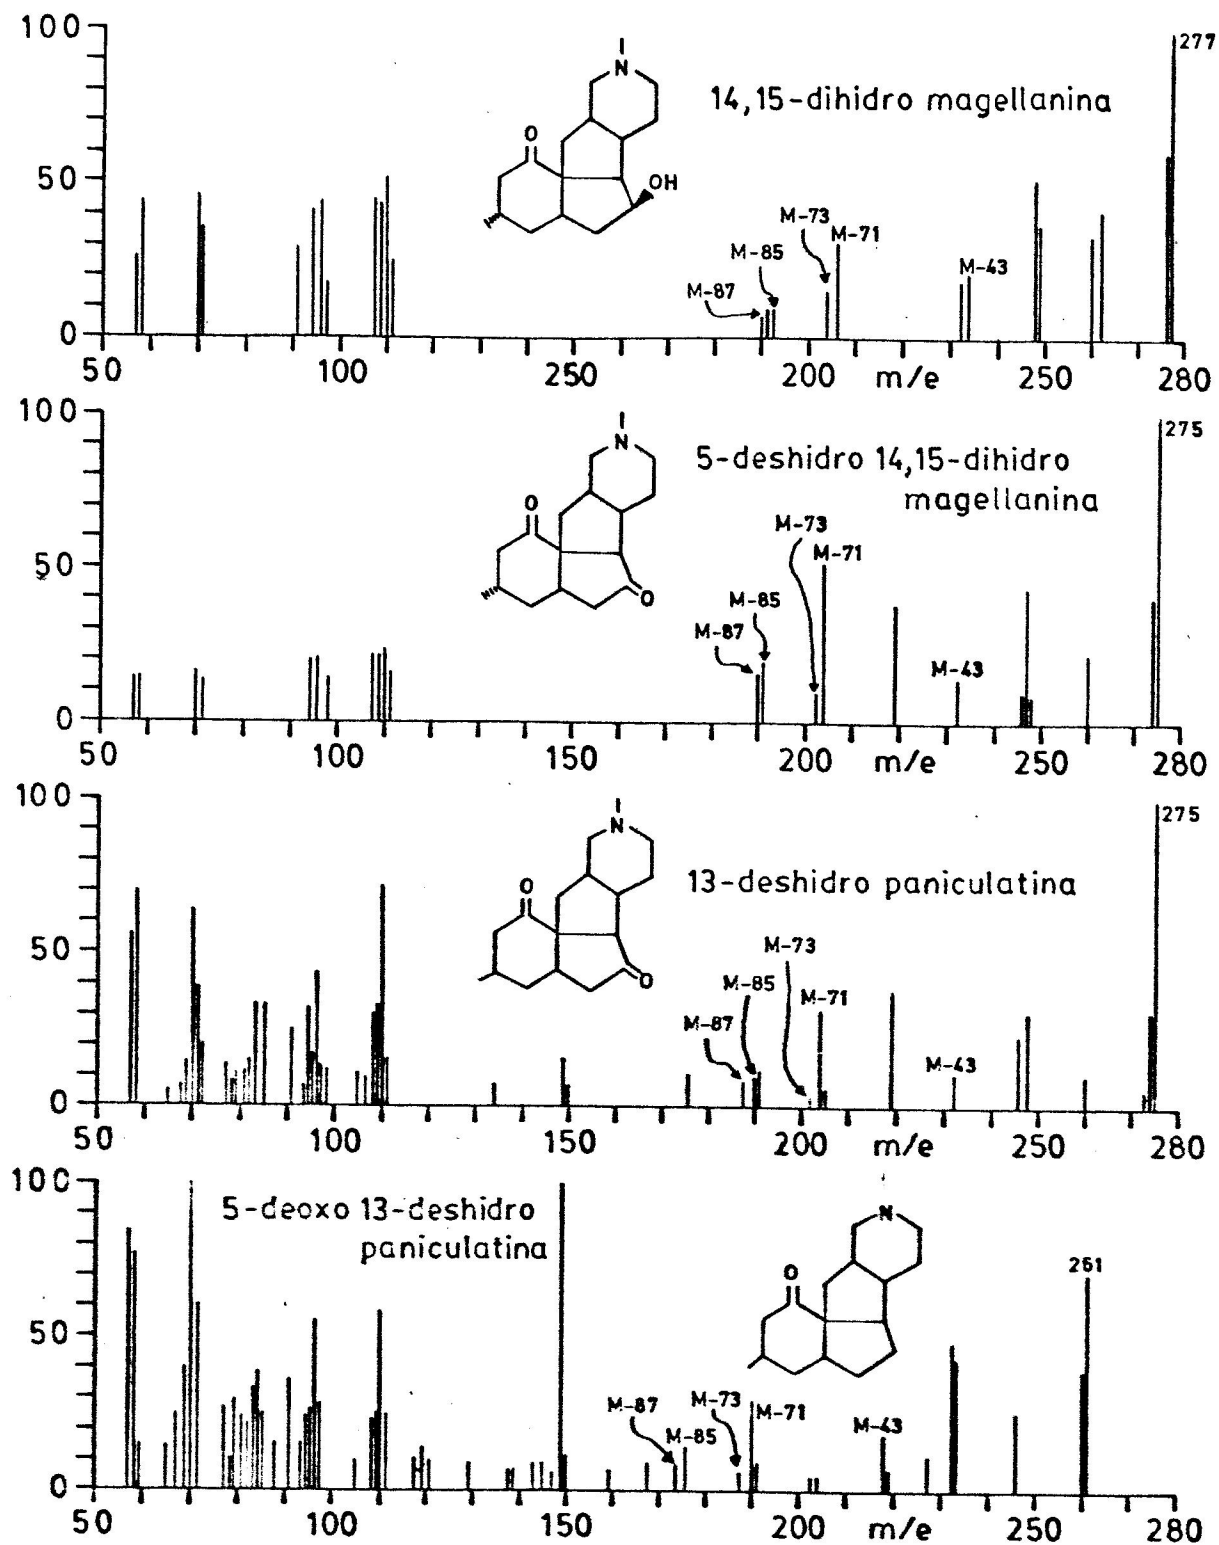 100
277
N
14,15-dihidro magellanina
O
50
OH
M-73
M-71
M-85
M-43
M-87
0
50 100 250 200 m/e 250 280
100
275
N
5-deshidro 14,15-dihidro
magellanina
O
M-73
50
M-71
O
M-85
M-87
M-43
0
50 100 150 200 m/e 250 280
100
275
N
13-deshidro paniculatina
O
50
M-73
O
M-85
M-71
M-87
M-43
0
50 100 150 200 m/e 250 280
100
5-deoxo 13-deshidro
paniculatina
N
O
261
50
M-87
M-73
M-71
M-85
M-43
0
50 100 150 200 m/e 250 280